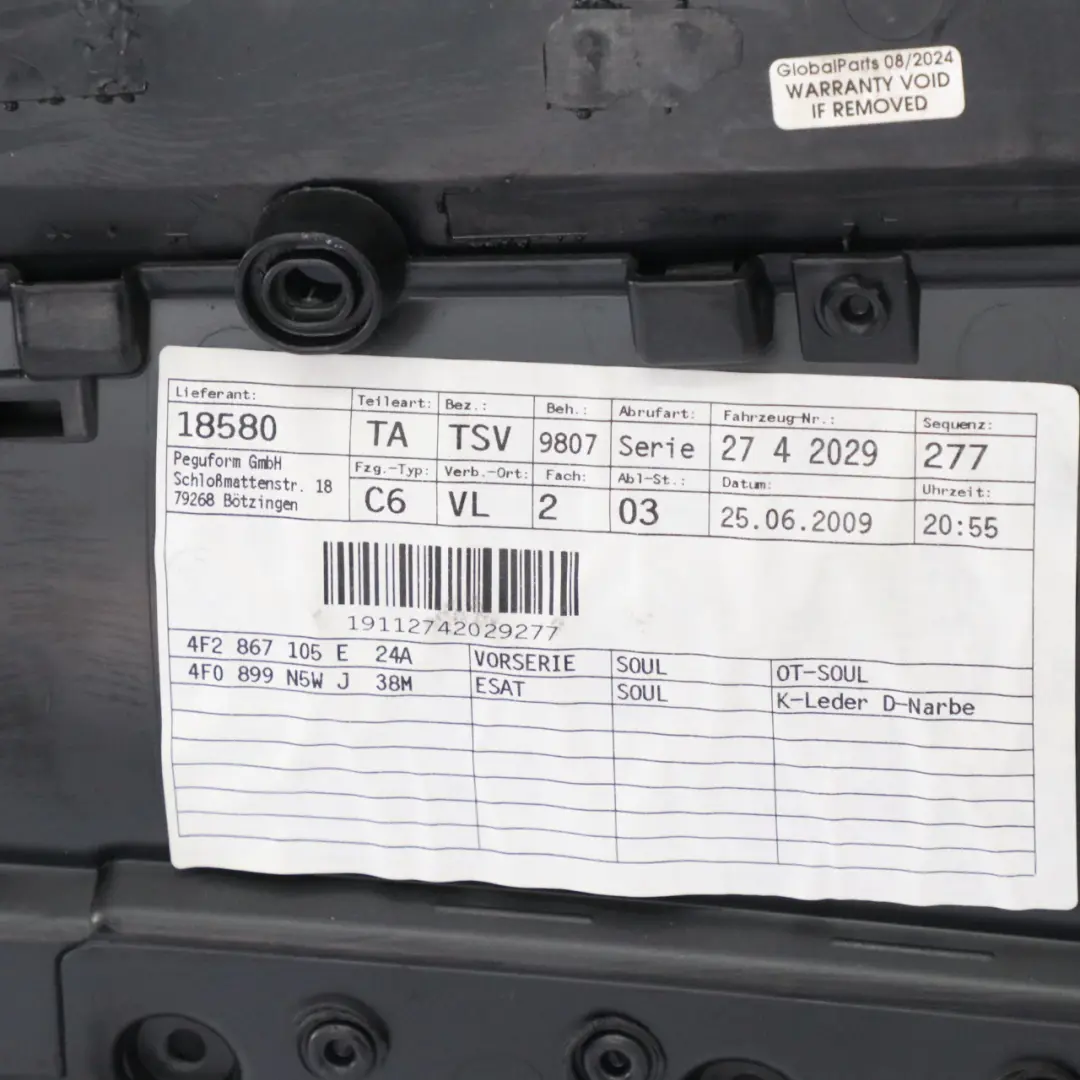 GlobalParts 08/2024
WARRANTY VOID
IF REMOVED
Lieferant: Teileart: Bez.: Beh.: Abrufart: Fahrzeug-Nr.: Sequenz:
18580 TA TSV 9807 Serie 27 4 2029 277
Peguform GmbH
Schloßmattenstr. 18
79268 Bötzingen
Fzg.-Typ: Verb.-Ort: Fach: Abl-St.: Datum: Uhrzeit:
C6 VL 2 03 25.06.2009 20:55
19112742029277
4F2 867 105 E 24A VORSERIE SOUL OT-SOUL
4F0 899 N5W J 38M ESAT SOUL K-Leder D-Narbe